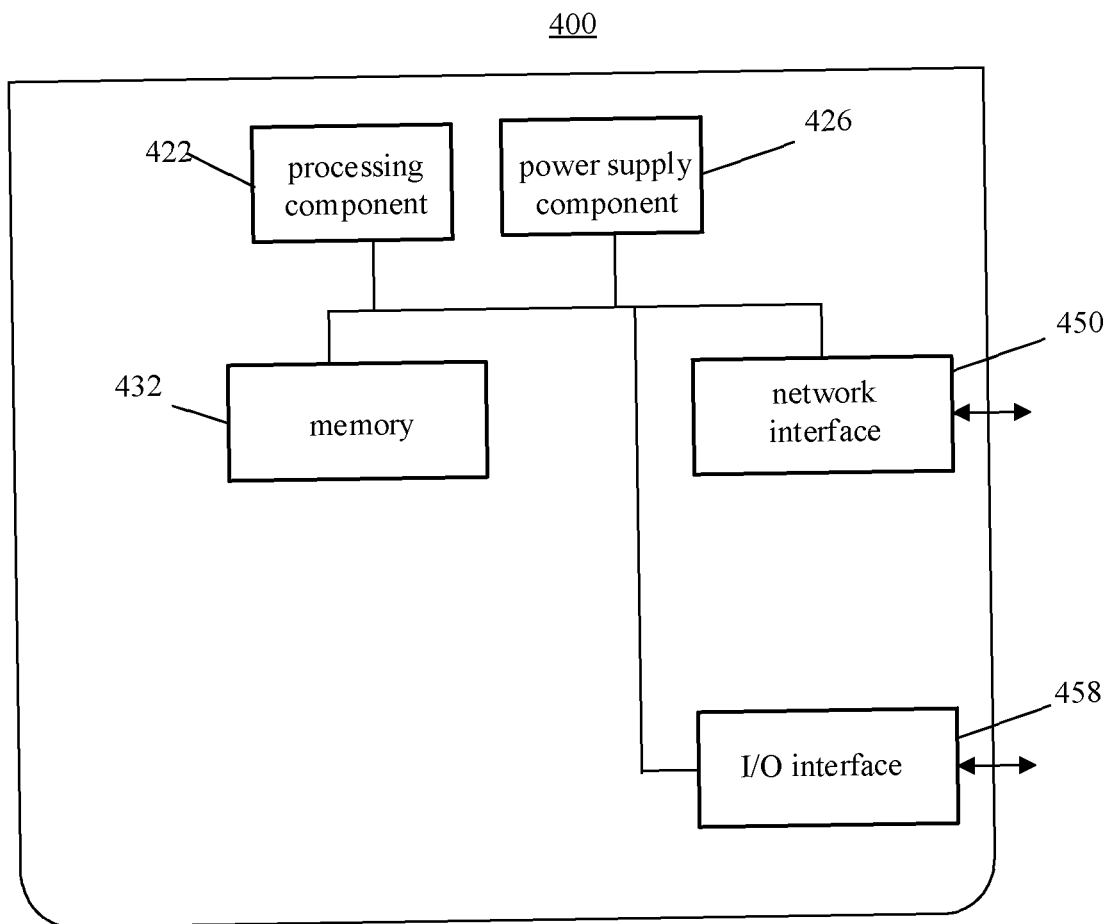 400
422
processing
component
power supply
component
426
432
memory
network
interface
450
I/O interface
458